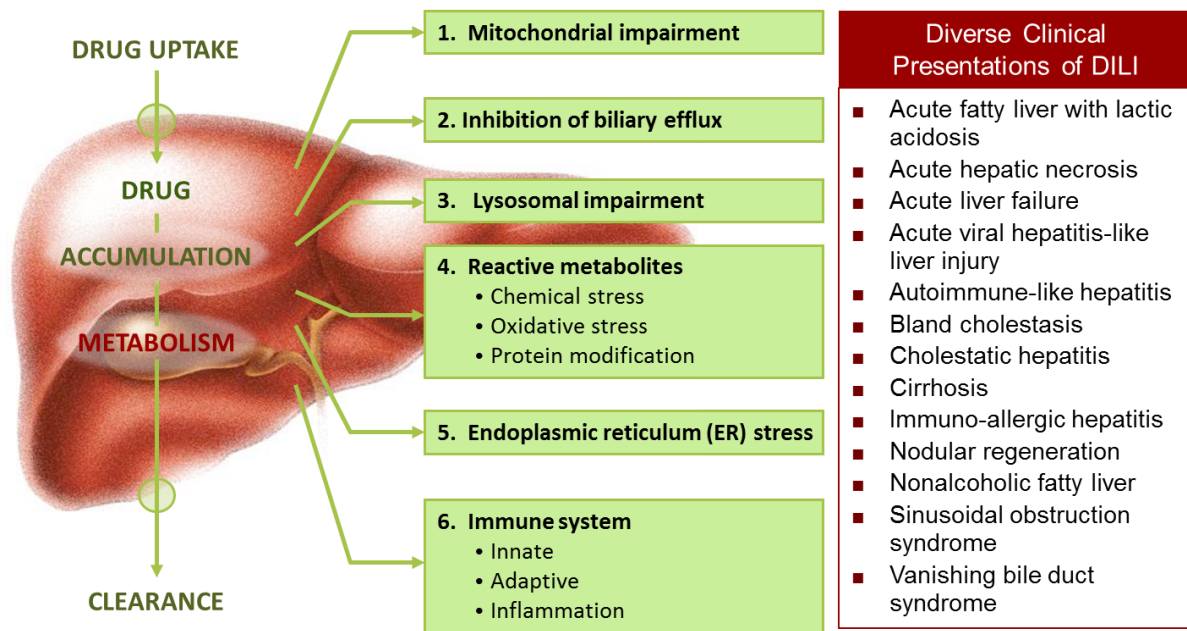 DRUG UPTAKE
DRUG
ACCUMULATION
METABOLISM
CLEARANCE
1. Mitochondrial impairment
2. Inhibition of biliary efflux
3. Lysosomal impairment
4. Reactive metabolites
• Chemical stress
• Oxidative stress
• Protein modification
5. Endoplasmic reticulum (ER) stress
6. Immune system
• Innate
• Adaptive
• Inflammation
Diverse Clinical
Presentations of DILI
■ Acute fatty liver with lactic
acidosis
■ Acute hepatic necrosis
■ Acute liver failure
■ Acute viral hepatitis-like
liver injury
■ Autoimmune-like hepatitis
■ Bland cholestasis
■ Cholestatic hepatitis
■ Cirrhosis
■ Immuno-allergic hepatitis
■ Nodular regeneration
■ Nonalcoholic fatty liver
■ Sinusoidal obstruction
syndrome
■ Vanishing bile duct
syndrome